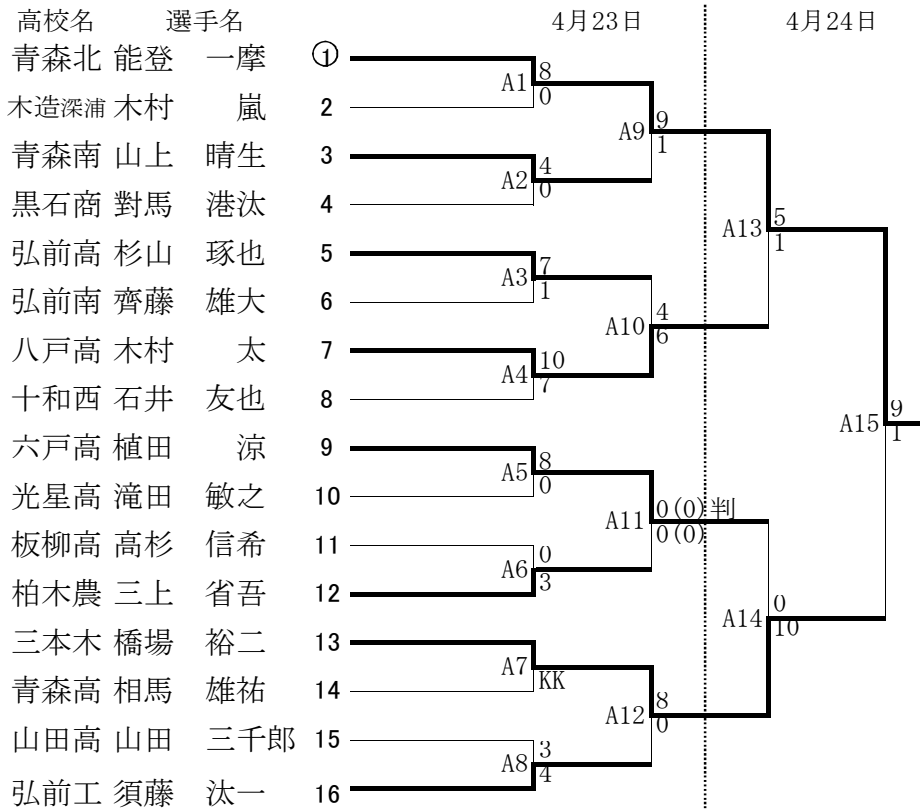 高校名 選手名 4月23日 4月24日
青森北 能登 一摩 ①
木造深浦 木村 嵐 2
青森南 山上 晴生 3
黒石商 對馬 港汰 4
弘前高 杉山 琢也 5
弘前南 齊藤 雄大 6
八戸高 木村 太 7
十和西 石井 友也 8
六戸高 植田 涼 9
光星高 滝田 敏之 10
板柳高 高杉 信希 11
柏木農 三上 省吾 12
三本木 橋場 裕二 13
青森高 相馬 雄祐 14
山田高 山田 三千郎 15
弘前工 須藤 汰一 16
A1 8
0
A2 4
0
A3 7
1
A4 10
7
A5 8
0
A6 0
3
A7
KK
A8 3
4
A9 9
1
A10 4
6
A11 0(0)判
0(0)
A12 8
0
A13 5
1
A14 0
10
A15 9
1